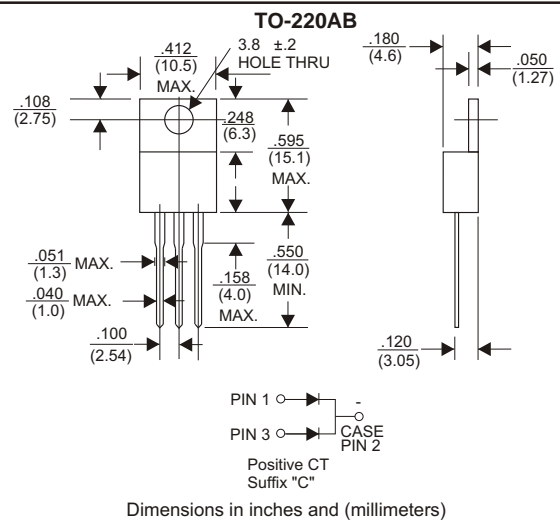 TO-220AB
.412
(10.5)
MAX.
3.8 ±.2
HOLE THRU
.180
(4.6)
.050
(1.27)
.108
(2.75)
.248
(6.3)
.595
(15.1)
MAX.
.051
(1.3)
MAX.
.040
(1.0)
MAX.
.158
(4.0)
MAX.
.550
(14.0)
MIN.
.100
(2.54)
.120
(3.05)
PIN 1
PIN 3
-
CASE
PIN 2
Positive CT
Suffix "C"
Dimensions in inches and (millimeters)